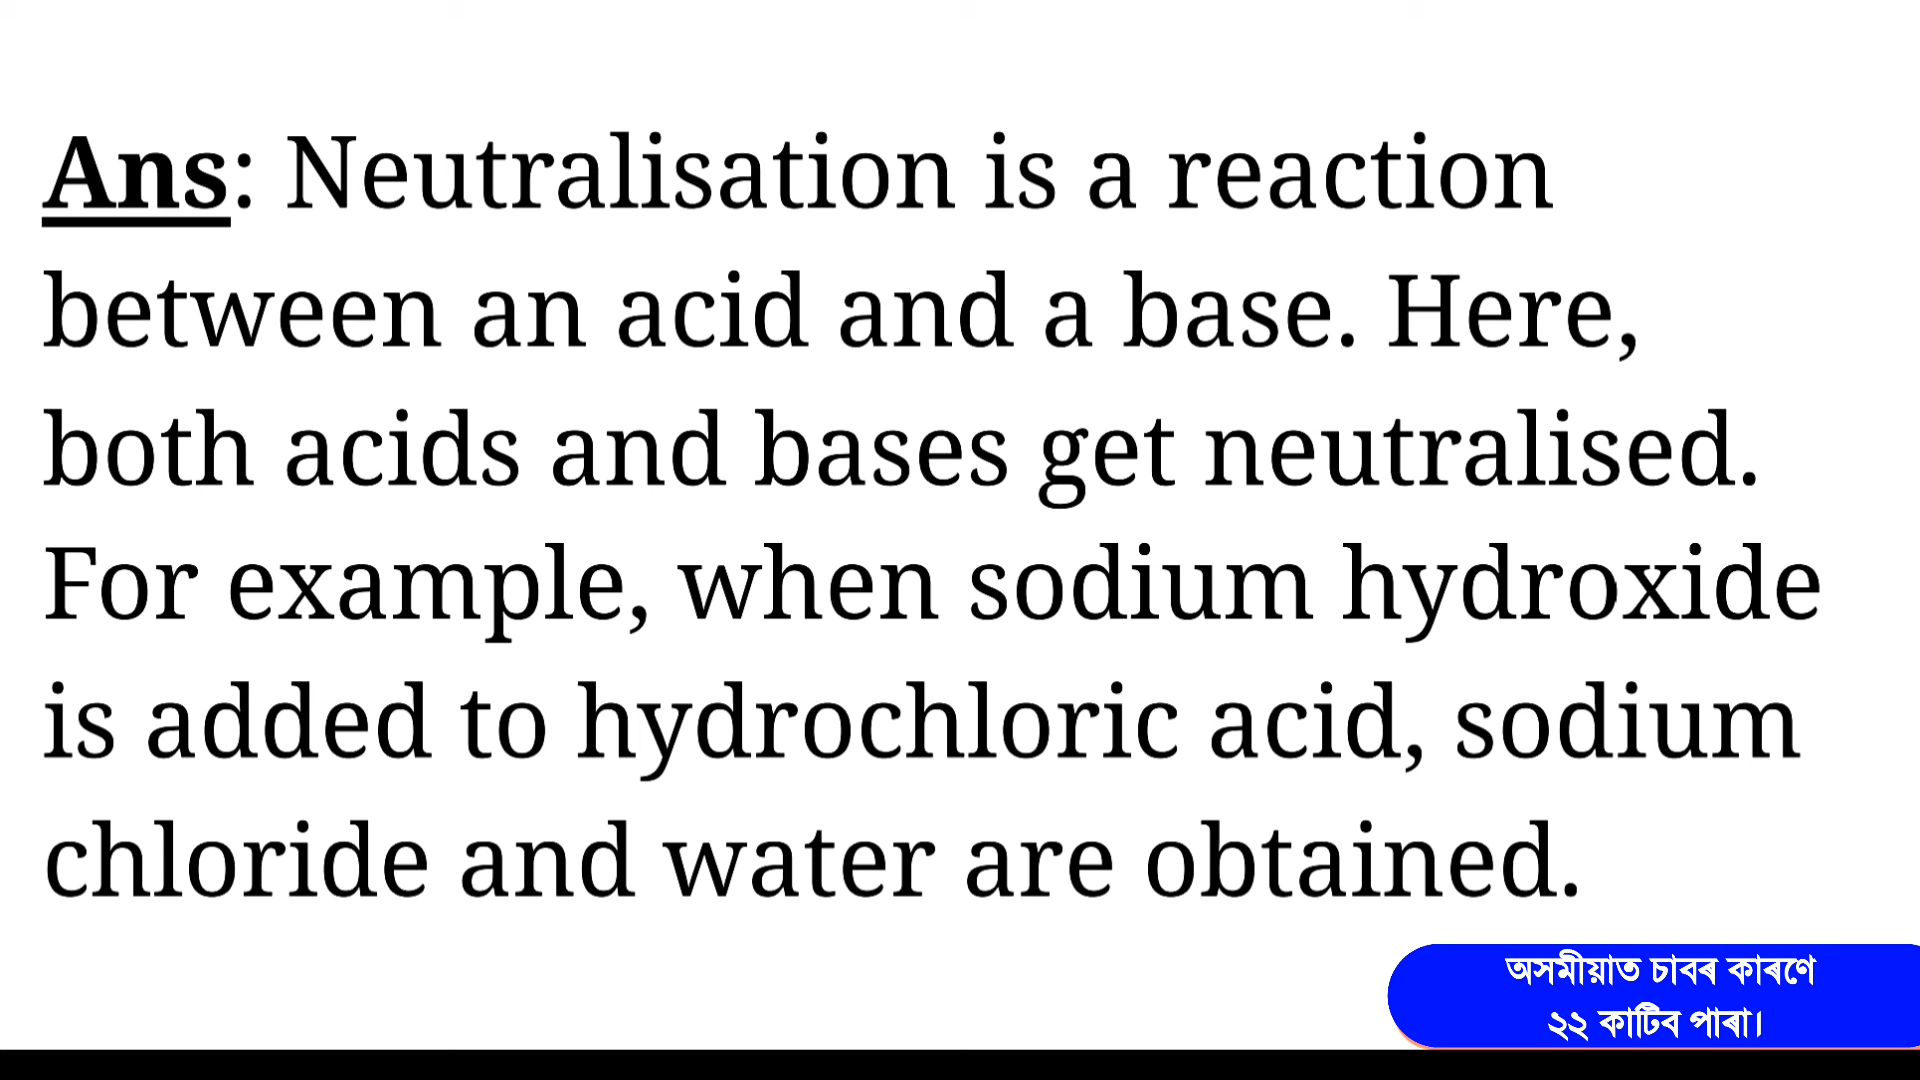 Ans: Neutralisation is a reaction
between an acid and a base. Here,
both acids and bases get neutralised.
For example, when sodium hydroxide
is added to hydrochloric acid, sodium
chloride and water are obtained.
অসমীয়াত চাবৰ কাৰণে
২২ কাটিব পাৰা।